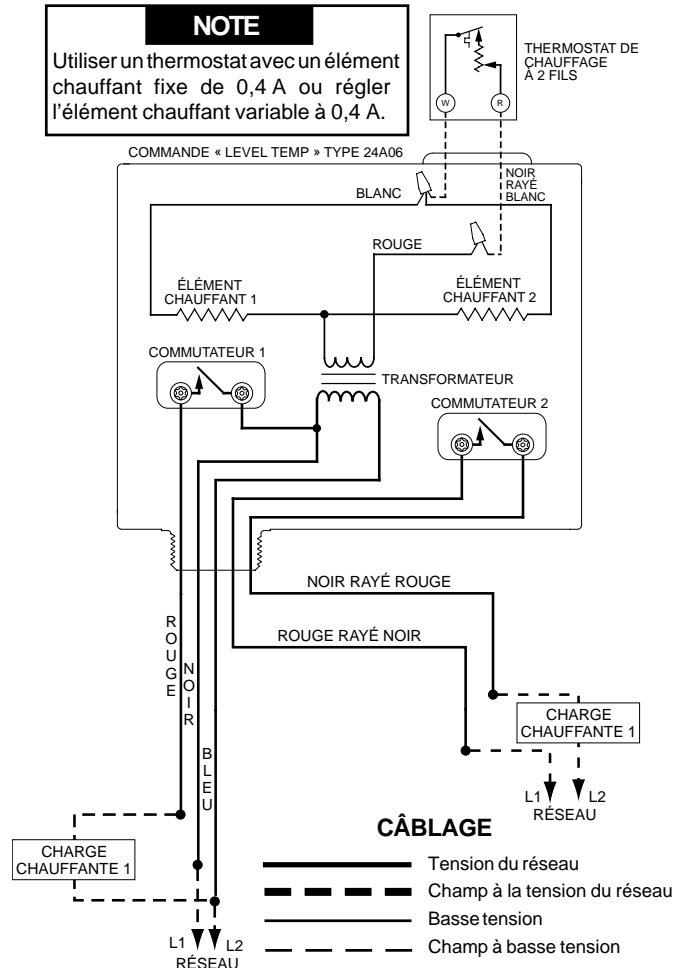 NOTE
Utiliser un thermostat avec un élément
chauffant fixe de 0,4 A ou régler
l'élément chauffant variable à 0,4 A.
THERMOSTAT DE
CHAUFFAGE
À 2 FILS
W
R
COMMANDE « LEVEL TEMP » TYPE 24A06
NOIR
RAYÉ
BLANC
BLANC
ROUGE
ÉLÉMENT
CHAUFFANT 1
ÉLÉMENT
CHAUFFANT 2
COMMUTATEUR 1
TRANSFORMATEUR
COMMUTATEUR 2
NOIR RAYÉ ROUGE
ROUGE RAYÉ NOIR
ROUGE
NOIR
BLEU
CHARGE
CHAUFFANTE 1
L1
L2
RÉSEAU
CHARGE
CHAUFFANTE 1
L1
L2
RÉSEAU
CÂBLAGE
Tension du réseau
Champ à la tension du réseau
Basse tension
Champ à basse tension